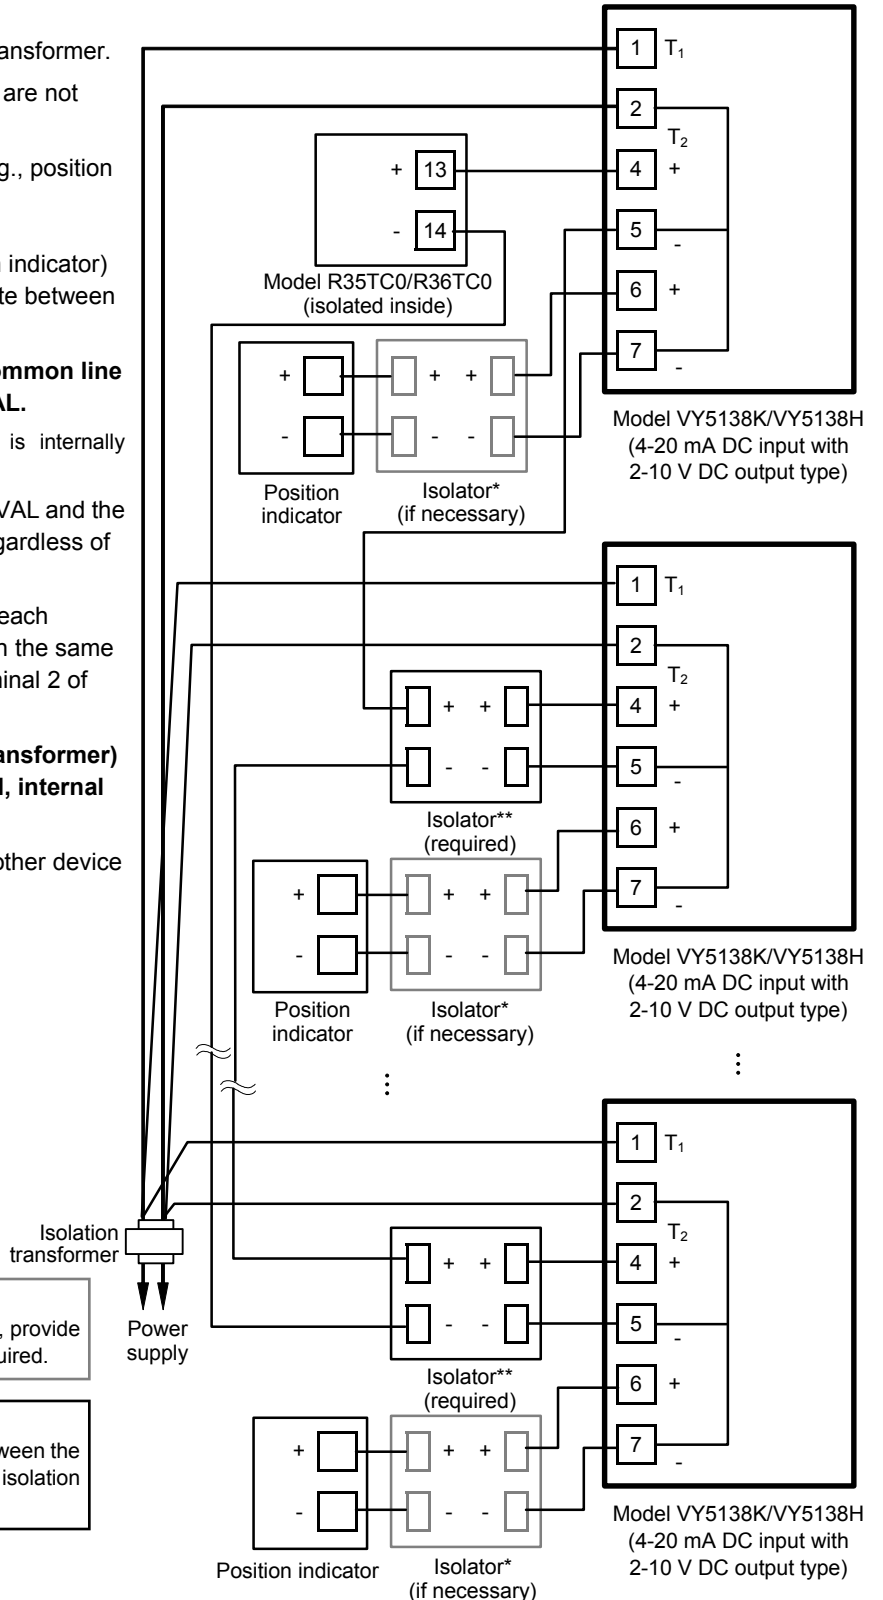 ansformer.
are not
g., position
indicator)
te between
ommon line
AL.
is internally
VAL and the
gardless of
each
n the same
minal 2 of
ansformer)
, internal
other device
, provide
uired.
ween the
isolation
1 T1
2
T2
+ 13
4 +
- 14
5 -
Model R35TC0/R36TC0
(isolated inside)
6 +
7 -
+ + +
- - -
Position
indicator
Isolator*
(if necessary)
Model VY5138K/VY5138H
(4-20 mA DC input with
2-10 V DC output type)
1 T1
2
T2
+ + 4 +
- - 5 -
Isolator**
(required)
6 +
7 -
+ + +
- - -
Position
indicator
Isolator*
(if necessary)
Model VY5138K/VY5138H
(4-20 mA DC input with
2-10 V DC output type)
1 T1
2
T2
Isolation
transformer
Power
supply
+ + 4 +
- - 5 -
Isolator**
(required)
6 +
7 -
+ + +
- - -
Position indicator
Isolator*
(if necessary)
Model VY5138K/VY5138H
(4-20 mA DC input with
2-10 V DC output type)